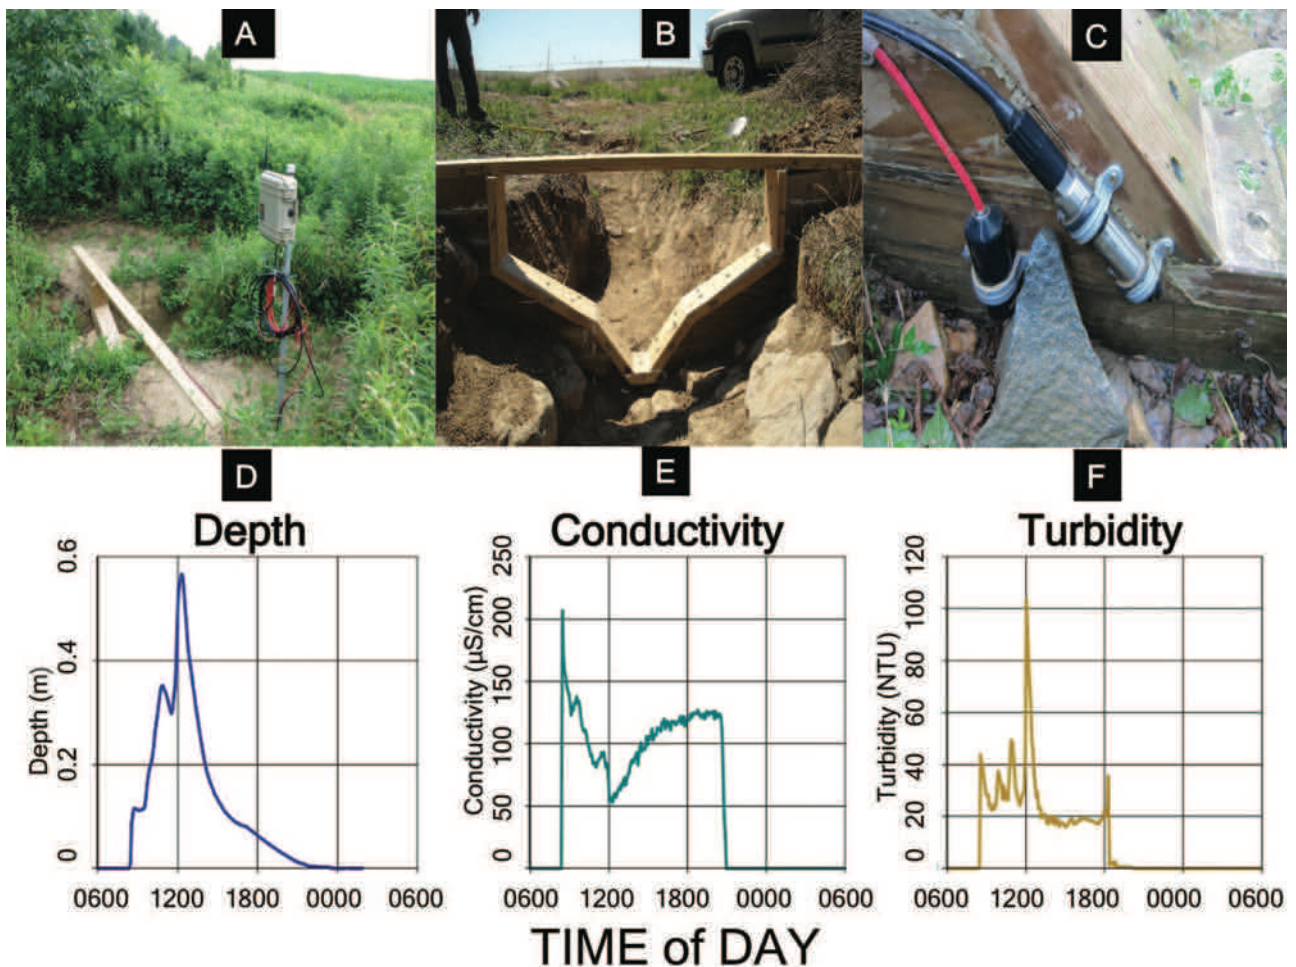 A
B
C
D
E
F
Depth
Conductivity
Turbidity
Depth (m)
0.6
0.4
0.2
0
0600 1200 1800 0000 0600
Conductivity (µS/cm)
250
200
150
100
50
0
0600 1200 1800 0000 0600
Turbidity (NTU)
120
100
80
60
40
20
0
0600 1200 1800 0000 0600
TIME of DAY